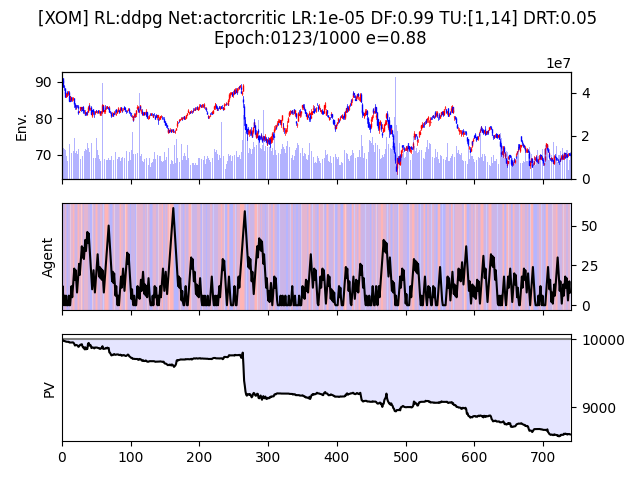 [XOM] RL:ddpg Net:actorcritic LR:1e-05 DF:0.99 TU:[1,14] DRT:0.05
Epoch:0123/1000 e=0.88
1e7
90
80
70
Env.
4
2
0
Agent
50
25
0
PV
10000
9000
0 100 200 300 400 500 600 700